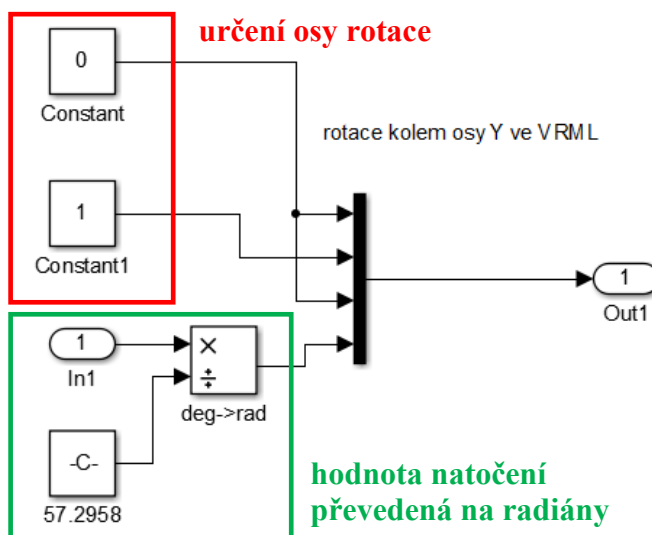 určení osy rotace
0
Constant
rotace kolem osy Y ve VRML
1
Constant1
1
Out1
1
In1
×
÷
deg->rad
-C-
57.2958
hodnota natočení
převedená na radiány